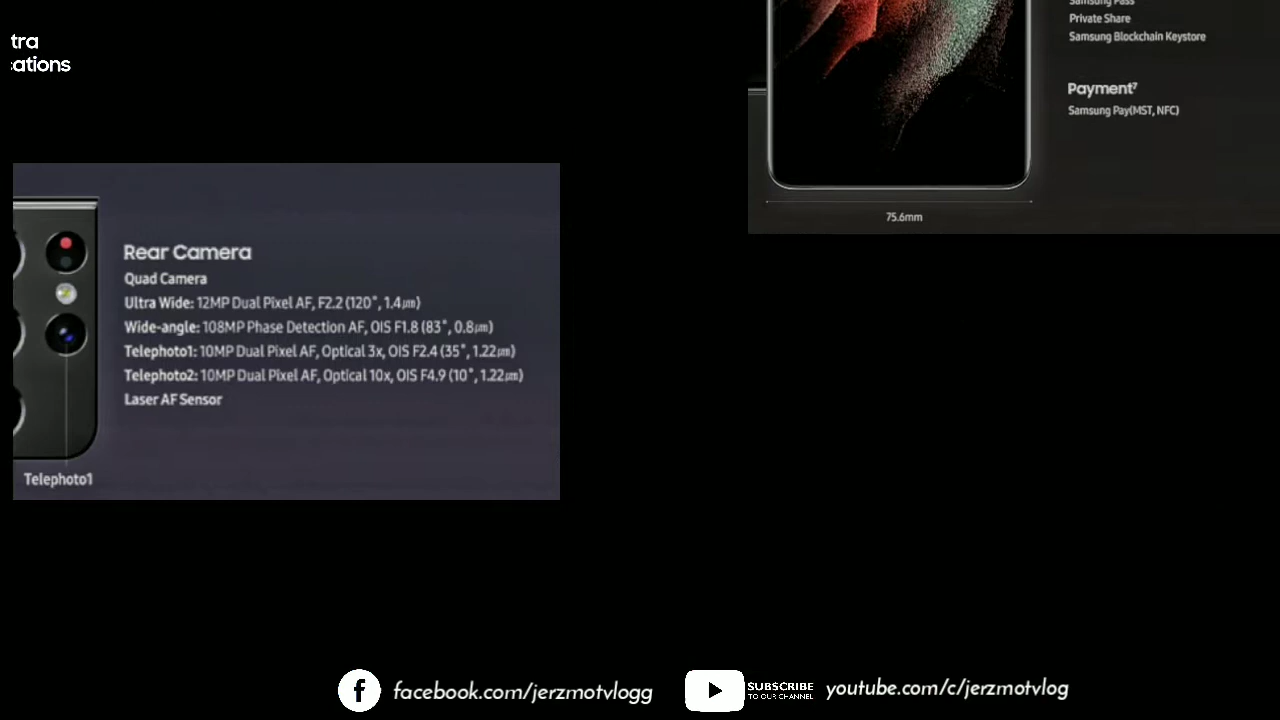 tra
cations
Samsung Pass
Private Share
Samsung Blockchain Keystore
Payment⁷
Samsung Pay(MST, NFC)
75.6mm
Rear Camera
Quad Camera
Ultra Wide: 12MP Dual Pixel AF, F2.2 (120˚, 1.4㎛)
Wide-angle: 108MP Phase Detection AF, OIS F1.8 (83˚, 0.8㎛)
Telephoto1: 10MP Dual Pixel AF, Optical 3x, OIS F2.4 (35˚, 1.22㎛)
Telephoto2: 10MP Dual Pixel AF, Optical 10x, OIS F4.9 (10˚, 1.22㎛)
Laser AF Sensor
Telephoto1
facebook.com/jerzmotvlogg
SUBSCRIBE
TO OUR CHANNEL
youtube.com/c/jerzmotvlog